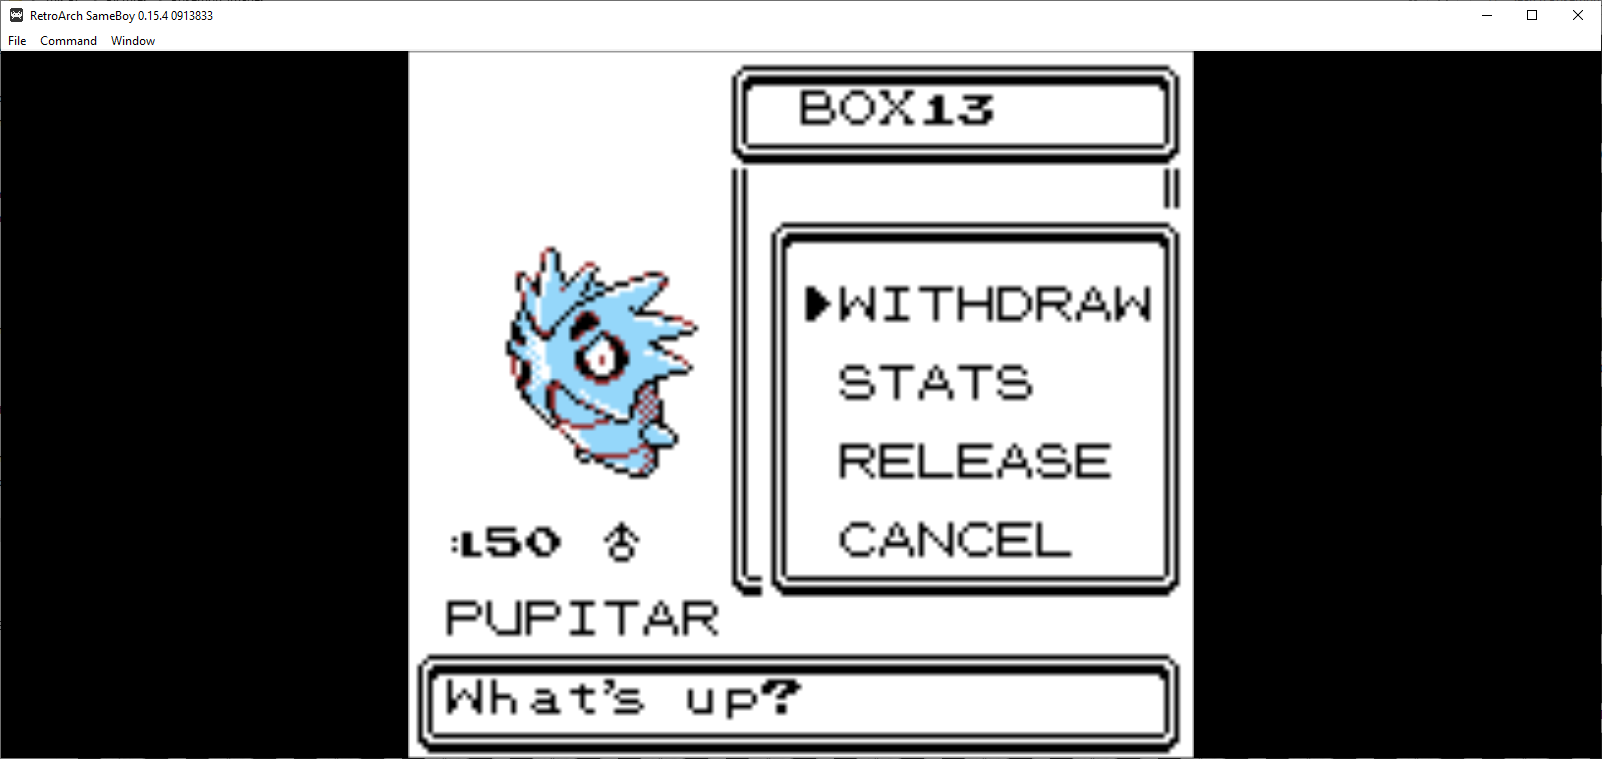 RetroArch SameBoy 0.15.4 0913833
File Command Window
BOX13
WITHDRAW
STATS
RELEASE
CANCEL
:L50 ♂
PUPITAR
What's up?